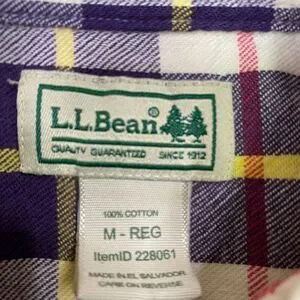 L.L.Bean®
QUALITY GUARANTEED SINCE 1912
100% COTTON
M - REG
ItemID 228061
MADE IN EL SALVADOR
CARE ON REVERSE